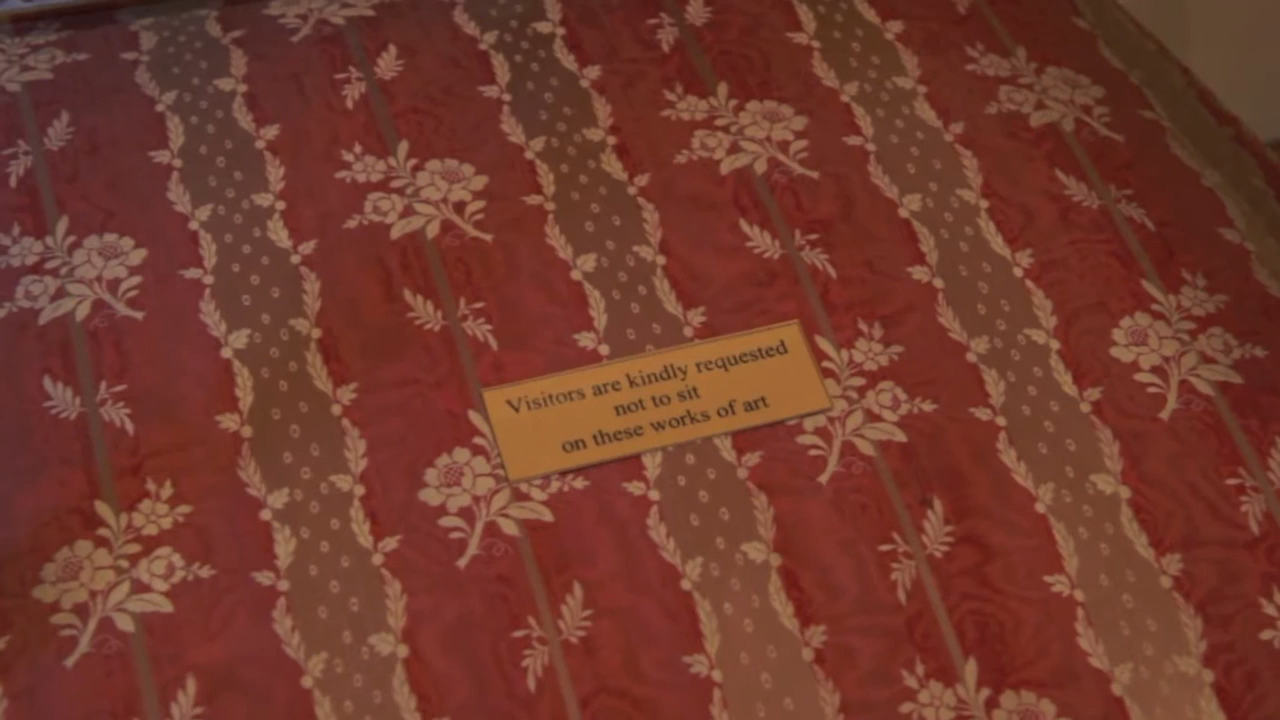 Visitors are kindly requested
not to sit
on these works of art